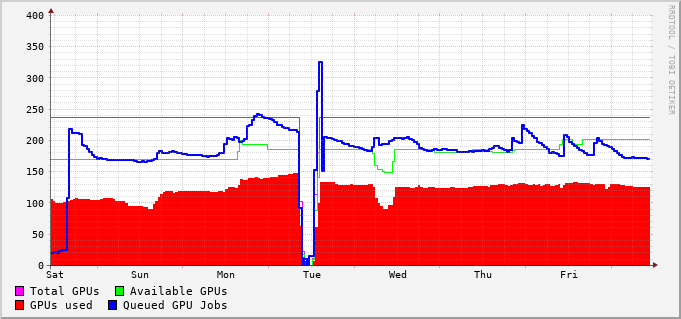 RRDTOOL / TOBI OETIKER
400
350
300
250
200
150
100
50
0
Sat Sun Mon Tue Wed Thu Fri
Total GPUs Available GPUs
GPUs used Queued GPU Jobs